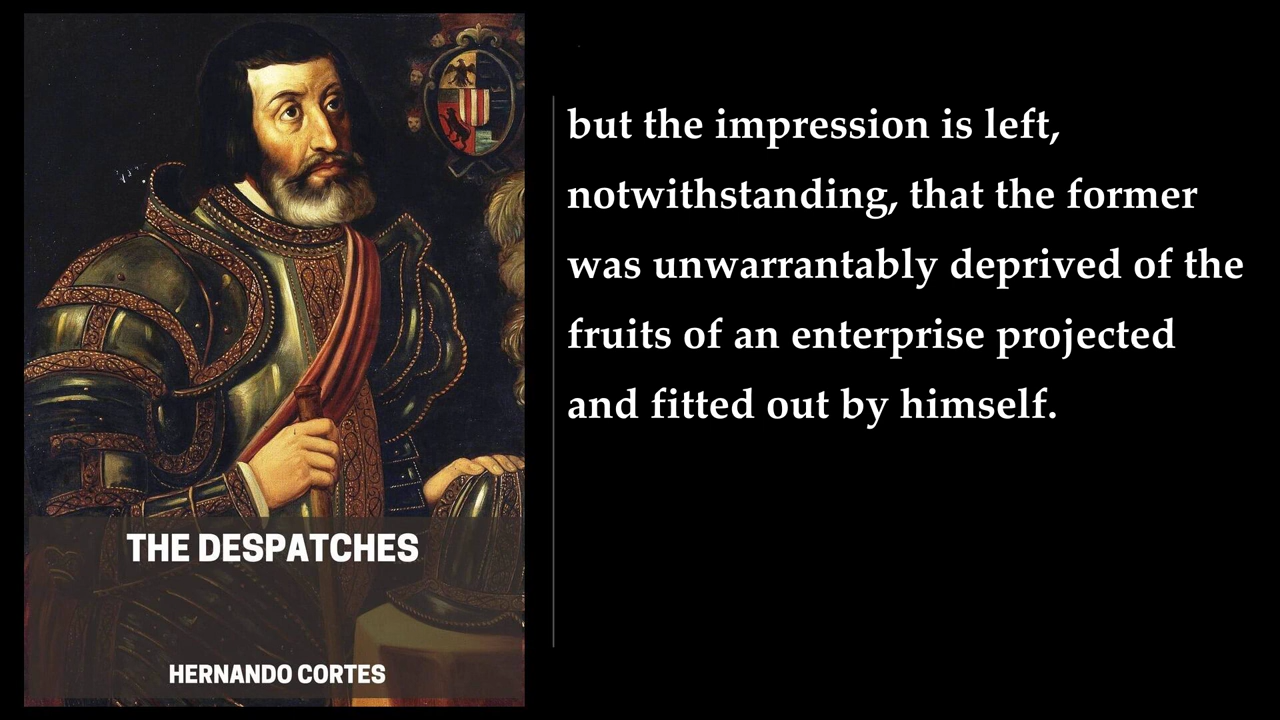 but the impression is left,
notwithstanding, that the former
was unwarrantably deprived of the
fruits of an enterprise projected
and fitted out by himself.
THE DESPATCHES
HERNANDO CORTES